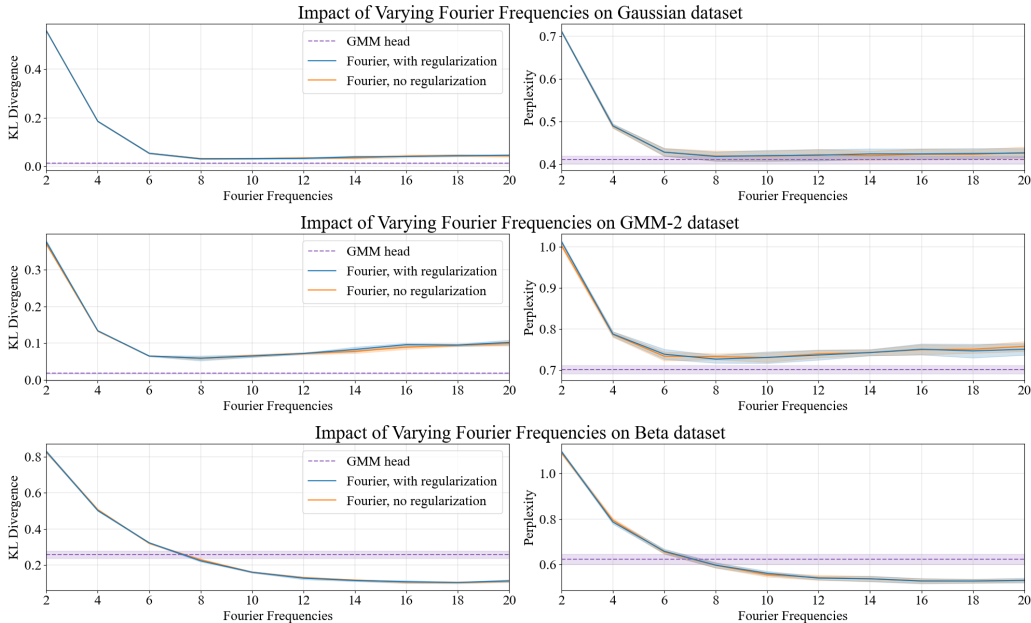 Impact of Varying Fourier Frequencies on Gaussian dataset
KL Divergence
0.4
0.2
0.0
GMM head
Fourier, with regularization
Fourier, no regularization
2 4 6 8 10 12 14 16 18 20
Fourier Frequencies
Perplexity
0.7
0.6
0.5
0.4
2 4 6 8 10 12 14 16 18 20
Fourier Frequencies
Impact of Varying Fourier Frequencies on GMM-2 dataset
KL Divergence
0.3
0.2
0.1
0.0
GMM head
Fourier, with regularization
Fourier, no regularization
2 4 6 8 10 12 14 16 18 20
Fourier Frequencies
Perplexity
1.0
0.9
0.8
0.7
2 4 6 8 10 12 14 16 18 20
Fourier Frequencies
Impact of Varying Fourier Frequencies on Beta dataset
KL Divergence
0.8
0.6
0.4
0.2
GMM head
Fourier, with regularization
Fourier, no regularization
2 4 6 8 10 12 14 16 18 20
Fourier Frequencies
Perplexity
1.0
0.8
0.6
2 4 6 8 10 12 14 16 18 20
Fourier Frequencies